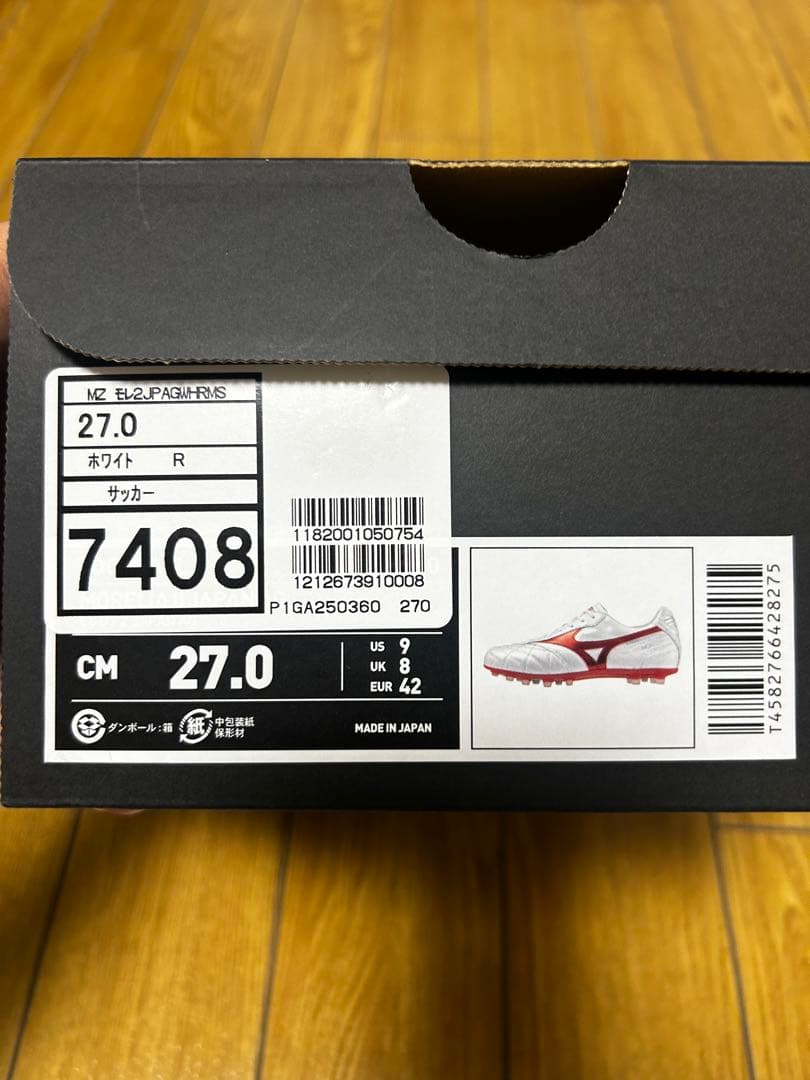 MZ モレ2JPAGWHRMS
27.0
ホワイト R
サッカー
7408
1182001050754
1212673910008
P1GA250360 270
CM 27.0
US 9
UK 8
EUR 42
ダンボール:箱
紙 中包装紙
保形材
MADE IN JAPAN
T4582766428275